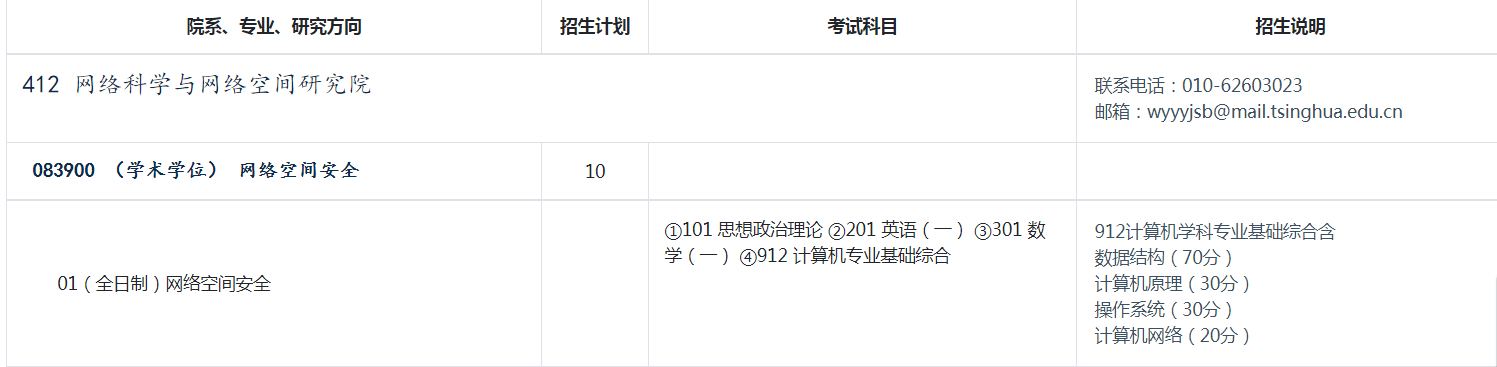 院系、专业、研究方向 招生计划 考试科目 招生说明
412 网络科学与网络空间研究院
联系电话：010-62603023
邮箱：wyyyjsb@mail.tsinghua.edu.cn
083900 （学术学位） 网络空间安全 10
01（全日制）网络空间安全
①101 思想政治理论 ②201 英语（一） ③301 数
学（一） ④912 计算机专业基础综合
912计算机学科专业基础综合含
数据结构（70分）
计算机原理（30分）
操作系统（30分）
计算机网络（20分）